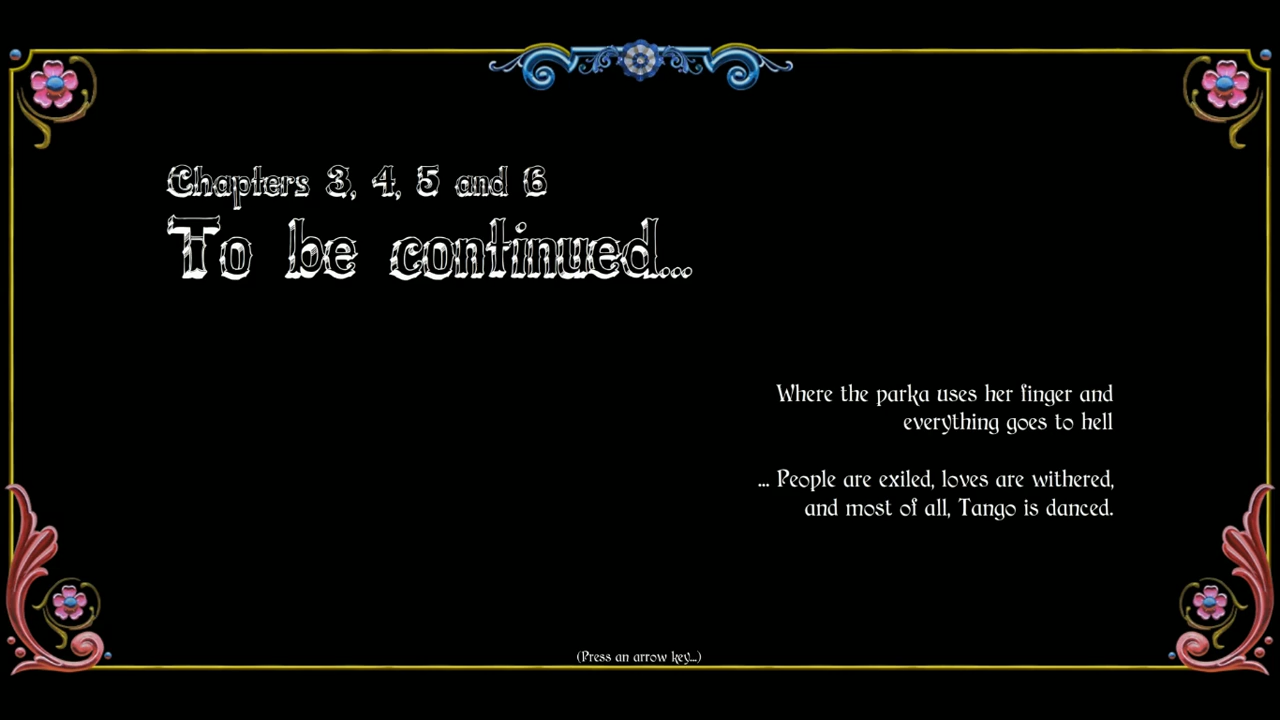 Chapters 3, 4, 5 and 6
To be continued...
Where the parka uses her finger and
everything goes to hell
... People are exiled, loves are withered,
and most of all, Tango is danced.
(Press an arrow key...)